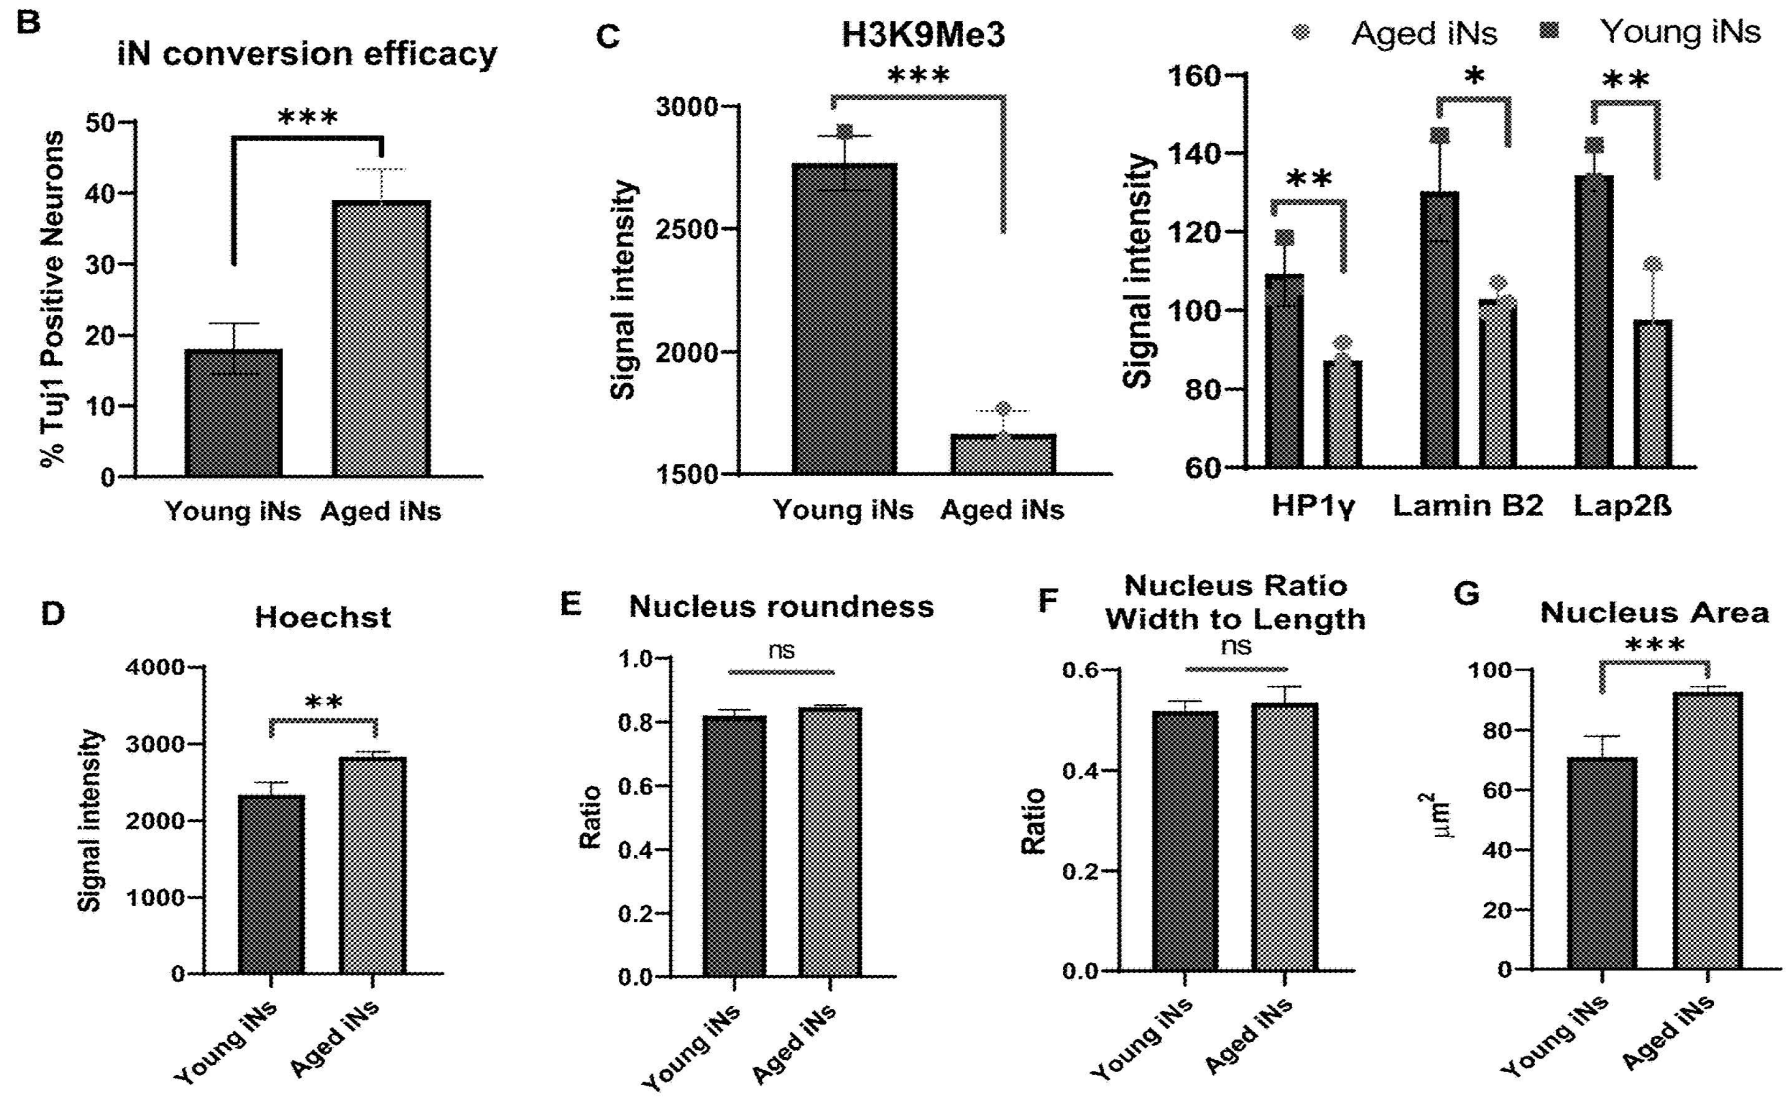 B
iN conversion efficacy
***
% Tuj1 Positive Neurons
50
40
30
20
10
0
Young iNs Aged iNs
C
H3K9Me3
***
Signal intensity
3000
2500
2000
1500
Young iNs Aged iNs
Aged iNs Young iNs
Signal intensity
160
140
120
100
80
60
**
*
**
HP1γ Lamin B2 Lap2ß
D
Hoechst
**
Signal intensity
4000
3000
2000
1000
0
Young iNs
Aged iNs
E
Nucleus roundness
ns
Ratio
1.0
0.8
0.6
0.4
0.2
0.0
Young iNs
Aged iNs
F
Nucleus Ratio
Width to Length
ns
Ratio
0.6
0.4
0.2
0.0
Young iNs
Aged iNs
G
Nucleus Area
***
μm²
100
80
60
40
20
0
Young iNs
Aged iNs